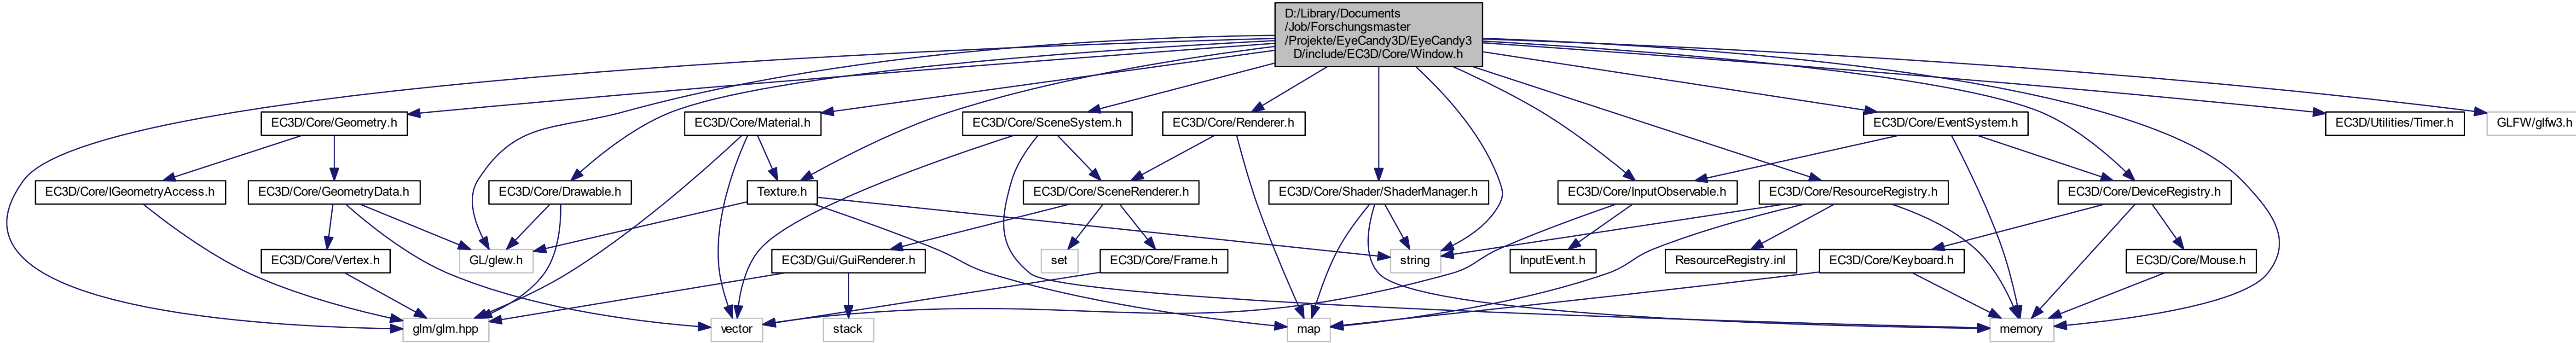 D:/Library/Documents
/Job/Forschungsmaster
/Projekte/EyeCandy3D/EyeCandy3
D/include/EC3D/Core/Window.h
EC3D/Core/Geometry.h
EC3D/Core/Material.h
EC3D/Core/SceneSystem.h
EC3D/Core/Renderer.h
EC3D/Core/EventSystem.h
EC3D/Utilities/Timer.h
GLFW/glfw3.h
EC3D/Core/IGeometryAccess.h
EC3D/Core/GeometryData.h
EC3D/Core/Drawable.h
Texture.h
EC3D/Core/SceneRenderer.h
EC3D/Core/Shader/ShaderManager.h
EC3D/Core/InputObservable.h
EC3D/Core/ResourceRegistry.h
EC3D/Core/DeviceRegistry.h
EC3D/Core/Vertex.h
GL/glew.h
EC3D/Gui/GuiRenderer.h
set
EC3D/Core/Frame.h
string
InputEvent.h
ResourceRegistry.inl
EC3D/Core/Keyboard.h
EC3D/Core/Mouse.h
glm/glm.hpp
vector
stack
map
memory